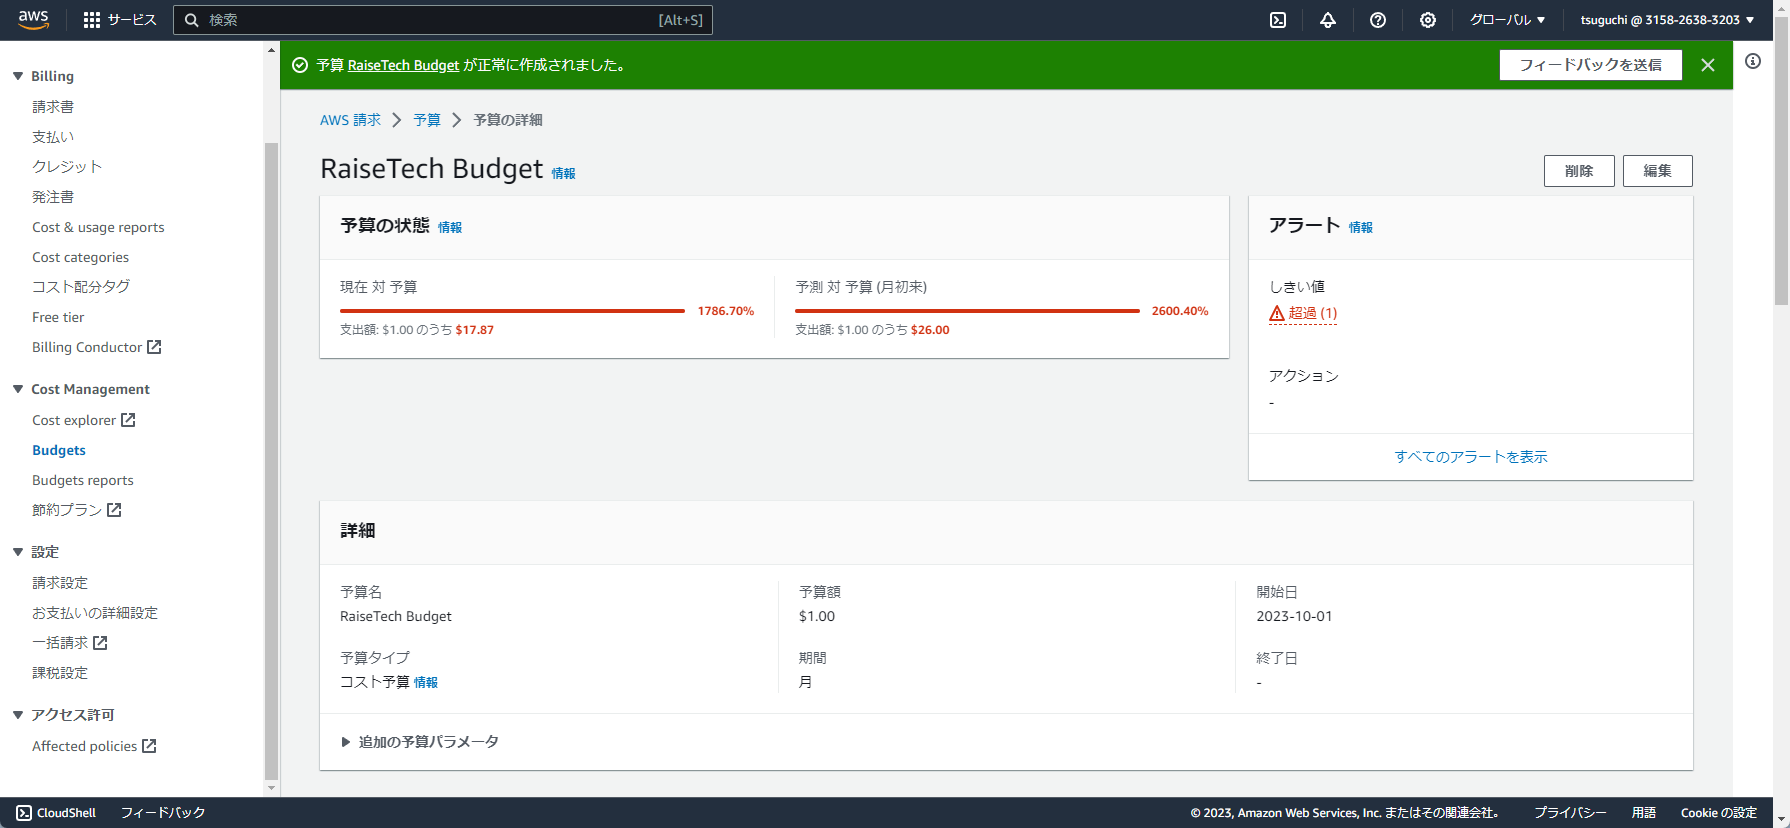 aws サービス 検索 [Alt+S] グローバル ▼ tsuguchi @ 3158-2638-3203 ▼
▼ Billing
請求書
支払い
クレジット
発注書
Cost & usage reports
Cost categories
コスト配分タグ
Free tier
Billing Conductor
▼ Cost Management
Cost explorer
Budgets
Budgets reports
節約プラン
▼ 設定
請求設定
お支払いの詳細設定
一括請求
課税設定
▼ アクセス許可
Affected policies
予算 RaiseTech Budget が正常に作成されました。 フィードバックを送信
AWS 請求 > 予算 > 予算の詳細
RaiseTech Budget 情報
削除 編集
予算の状態 情報
現在 対 予算
1786.70%
支出額: $1.00 のうち $17.87
予測 対 予算 (月初来)
2600.40%
支出額: $1.00 のうち $26.00
アラート 情報
しきい値
超過 (1)
アクション
-
すべてのアラートを表示
詳細
予算名
RaiseTech Budget
予算タイプ
コスト予算 情報
予算額
$1.00
期間
月
開始日
2023-10-01
終了日
-
▶ 追加の予算パラメータ
CloudShell フィードバック © 2023, Amazon Web Services, Inc. またはその関連会社。 プライバシー 用語 Cookie の設定